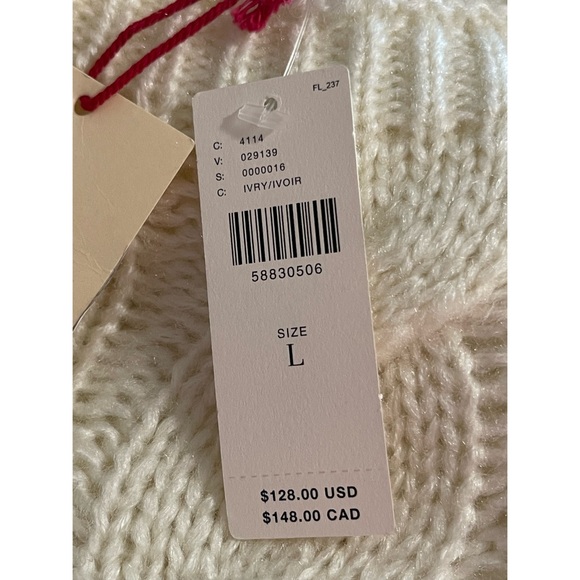 FL_237
C: 4114
V: 029139
S: 0000016
C: IVRY/IVOIR
58830506
SIZE
L
$128.00 USD
$148.00 CAD